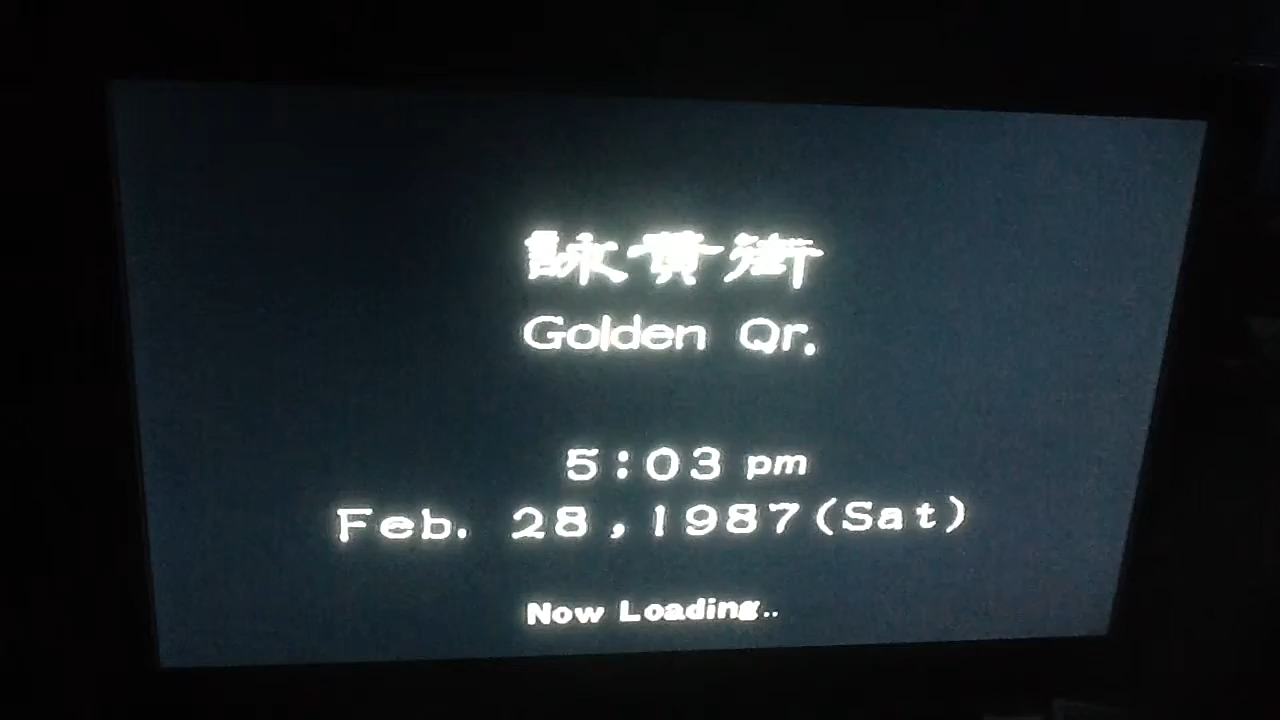 詠黄街
Golden Qr.
5:03 pm
Feb. 28,1987(Sat)
Now Loading..